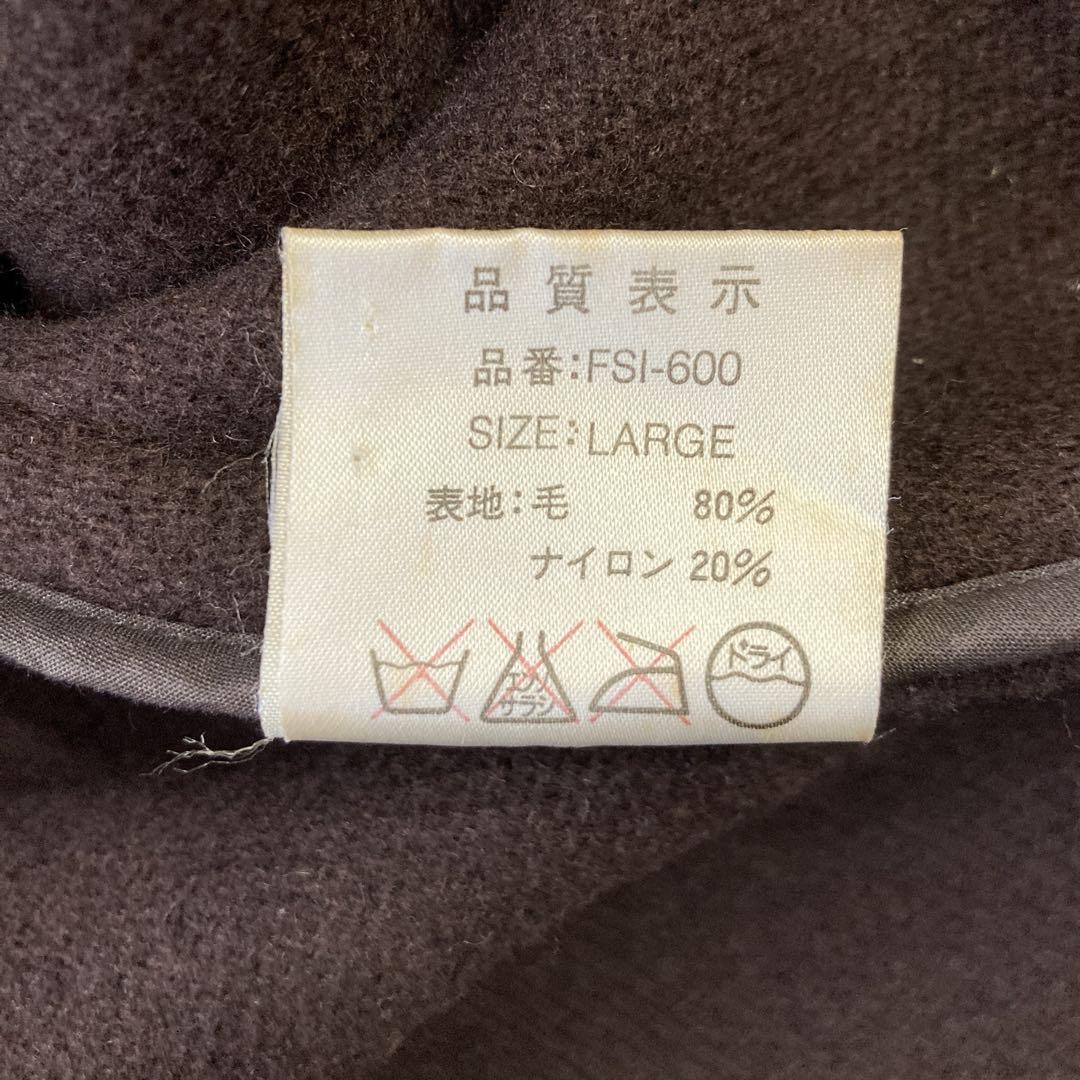 品質表示
品番:FSI-600
SIZE:LARGE
表地:毛 80%
ナイロン 20%
エンソ サラシ ドライ